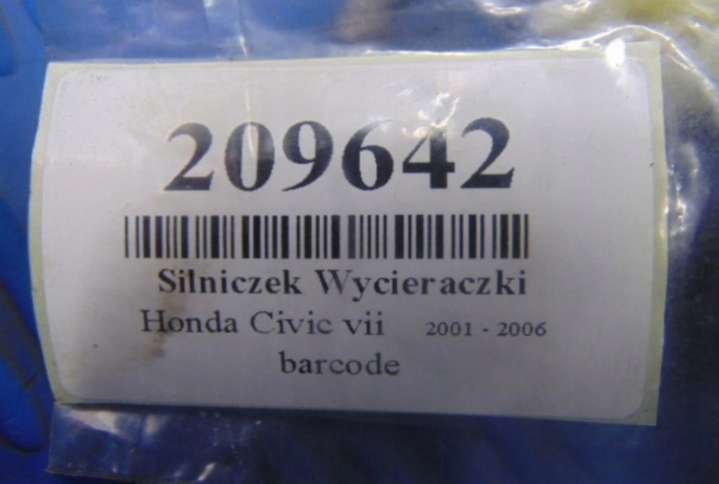 209642
Silniczek Wycieraczki
Honda Civic vii 2001 - 2006
barcode